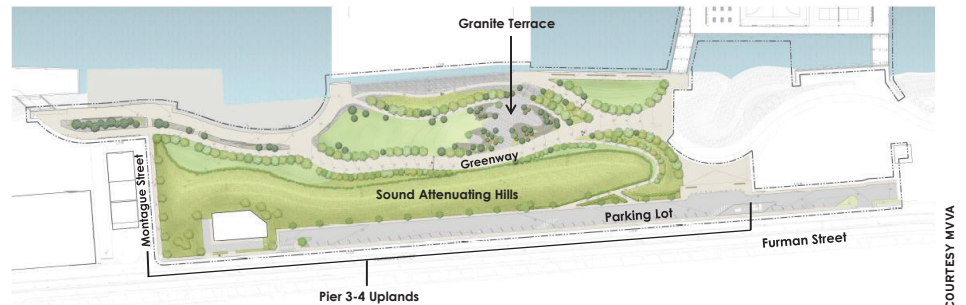 Granite Terrace
Greenway
Montague Street
Sound Attenuating Hills
Parking Lot
Furman Street
Pier 3-4 Uplands
COURTESY MVVA